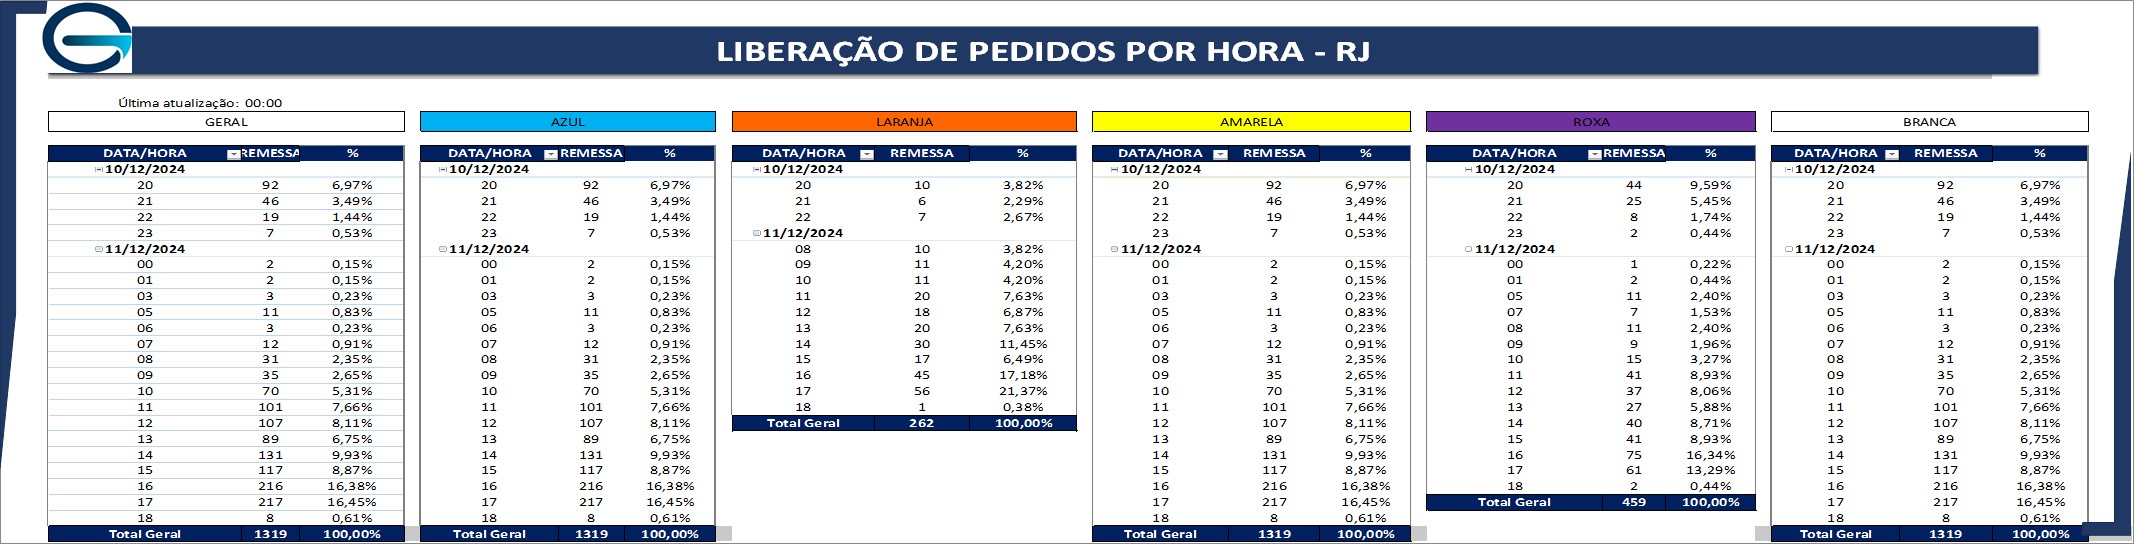 LIBERAÇÃO DE PEDIDOS POR HORA - RJ
Última atualização: 00:00
GERAL AZUL LARANJA AMARELA ROXA BRANCA
DATA/HORA REMESSA % DATA/HORA REMESSA % DATA/HORA REMESSA % DATA/HORA REMESSA % DATA/HORA REMESSA % DATA/HORA REMESSA %
10/12/2024 10/12/2024 10/12/2024 10/12/2024 10/12/2024 10/12/2024
20 92 6,97% 20 92 6,97% 20 10 3,82% 20 92 6,97% 20 44 9,59% 20 92 6,97%
21 46 3,49% 21 46 3,49% 21 6 2,29% 21 46 3,49% 21 25 5,45% 21 46 3,49%
22 19 1,44% 22 19 1,44% 22 7 2,67% 22 19 1,44% 22 8 1,74% 22 19 1,44%
23 7 0,53% 23 7 0,53% 11/12/2024 23 7 0,53% 23 2 0,44% 23 7 0,53%
11/12/2024 11/12/2024 08 10 3,82% 11/12/2024 11/12/2024 11/12/2024
00 2 0,15% 00 2 0,15% 09 11 4,20% 00 2 0,15% 00 1 0,22% 00 2 0,15%
01 2 0,15% 01 2 0,15% 10 11 4,20% 01 2 0,15% 01 2 0,44% 01 2 0,15%
03 3 0,23% 03 3 0,23% 11 20 7,63% 03 3 0,23% 05 11 2,40% 03 3 0,23%
05 11 0,83% 05 11 0,83% 12 18 6,87% 05 11 0,83% 07 7 1,53% 05 11 0,83%
06 3 0,23% 06 3 0,23% 13 20 7,63% 06 3 0,23% 08 11 2,40% 06 3 0,23%
07 12 0,91% 07 12 0,91% 14 30 11,45% 07 12 0,91% 09 9 1,96% 07 12 0,91%
08 31 2,35% 08 31 2,35% 15 17 6,49% 08 31 2,35% 10 15 3,27% 08 31 2,35%
09 35 2,65% 09 35 2,65% 16 45 17,18% 09 35 2,65% 11 41 8,93% 09 35 2,65%
10 70 5,31% 10 70 5,31% 17 56 21,37% 10 70 5,31% 12 37 8,06% 10 70 5,31%
11 101 7,66% 11 101 7,66% 18 1 0,38% 11 101 7,66% 13 27 5,88% 11 101 7,66%
12 107 8,11% 12 107 8,11% Total Geral 262 100,00% 12 107 8,11% 14 40 8,71% 12 107 8,11%
13 89 6,75% 13 89 6,75% 13 89 6,75% 15 41 8,93% 13 89 6,75%
14 131 9,93% 14 131 9,93% 14 131 9,93% 16 75 16,34% 14 131 9,93%
15 117 8,87% 15 117 8,87% 15 117 8,87% 17 61 13,29% 15 117 8,87%
16 216 16,38% 16 216 16,38% 16 216 16,38% 18 2 0,44% 16 216 16,38%
17 217 16,45% 17 217 16,45% 17 217 16,45% Total Geral 459 100,00% 17 217 16,45%
18 8 0,61% 18 8 0,61% 18 8 0,61% 18 8 0,61%
Total Geral 1319 100,00% Total Geral 1319 100,00% Total Geral 1319 100,00% Total Geral 1319 100,00%